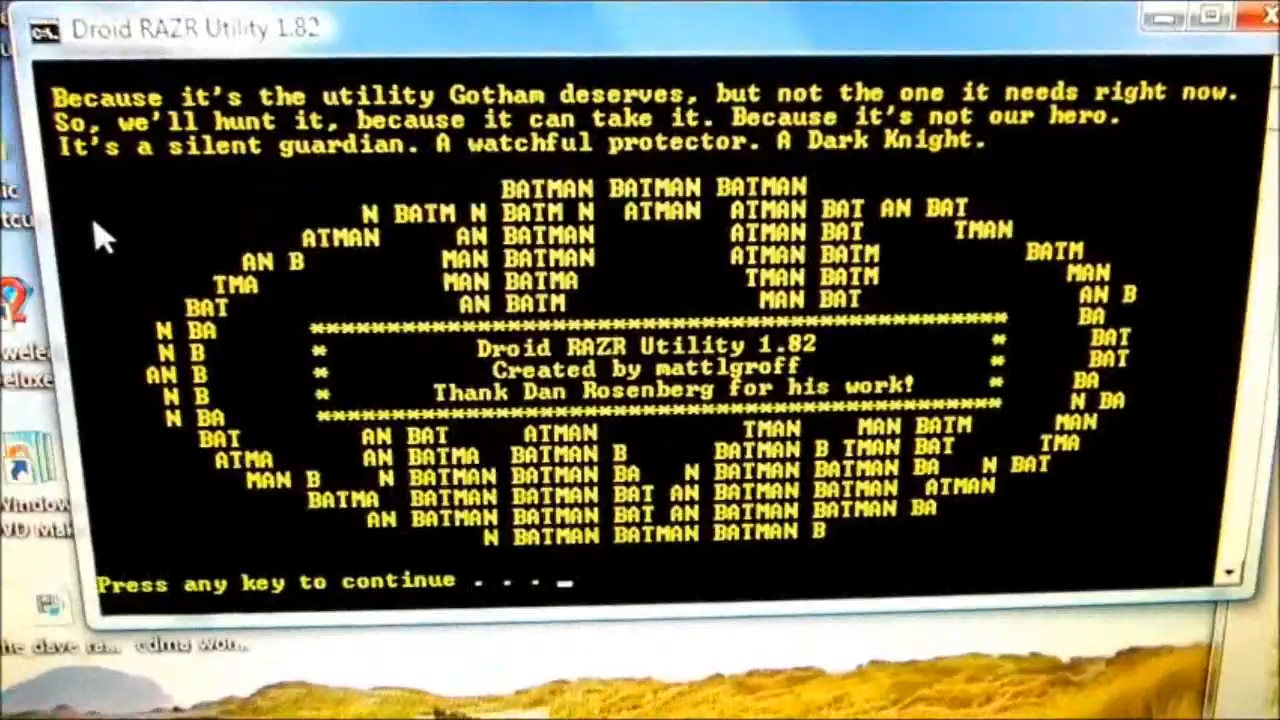 Droid RAZR Utility 1.82
Because it's the utility Gotham deserves, but not the one it needs right now.
So, we'll hunt it, because it can take it. Because it's not our hero.
It's a silent guardian. A watchful protector. A Dark Knight.
BATMAN BATMAN BATMAN
N BATM N BATM N ATMAN ATMAN BAT AN BAT
ATMAN AN BATMAN ATMAN BAT TMAN
AN B MAN BATMAN ATMAN BATM BATM
TMA MAN BATMA TMAN BATM MAN
BAT AN BATM MAN BAT AN B
N BA *********************************************** BA
N B * Droid RAZR Utility 1.82 * BAT
AN B * Created by mattlgroff * BAT
N B * Thank Dan Rosenberg for his work! * BA
N BA *********************************************** N BA
BAT AN BAT ATMAN TMAN MAN BATM MAN
ATMA AN BATMA BATMAN B BATMAN B TMAN BAT TMA
MAN B N BATMAN BATMAN BA N BATMAN BATMAN BA N BAT
BATMA BATMAN BATMAN BAT AN BATMAN BATMAN ATMAN
AN BATMAN BATMAN BAT AN BATMAN BATMAN BA
N BATMAN BATMAN BATMAN B
Press any key to continue . . .